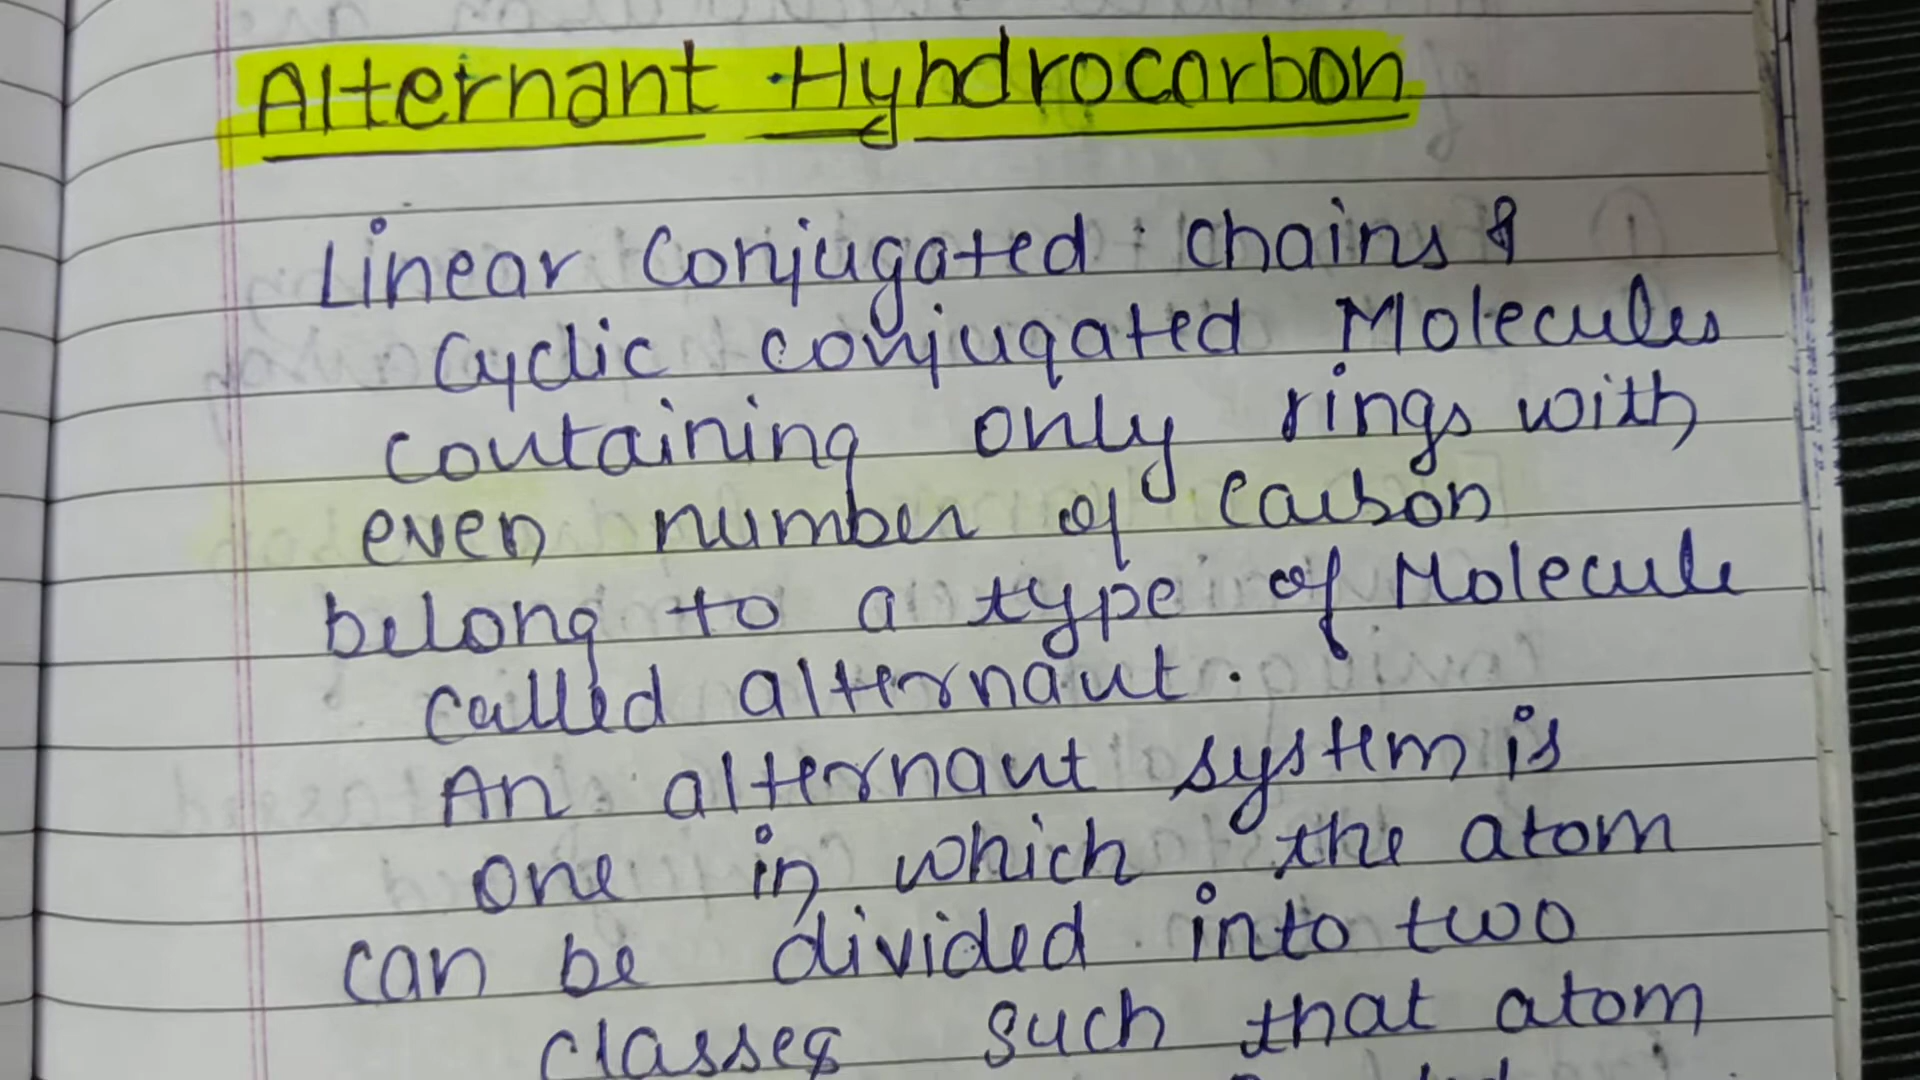 Alternant Hyhdrocarbon
Linear Conjugated chains &
Cyclic conjugated Molecules
containing only rings with
even number of Carbon
belong to a type of Molecule
called alternant.
An alternant system is
one in which the atom
can be divided into two
classes such that atom